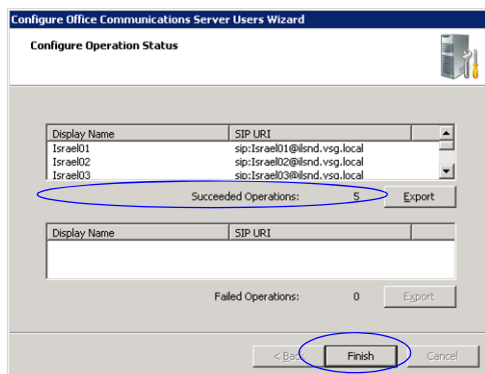 Configure Office Communications Server Users Wizard
Configure Operation Status
Display Name SIP URI
Israel01 sip:Israel01@ilsnd.vsg.local
Israel02 sip:Israel02@ilsnd.vsg.local
Israel03 sip:Israel03@ilsnd.vsg.local
Succeeded Operations: 5 Export
Display Name SIP URI
Failed Operations: 0 Export
< Back Finish Cancel